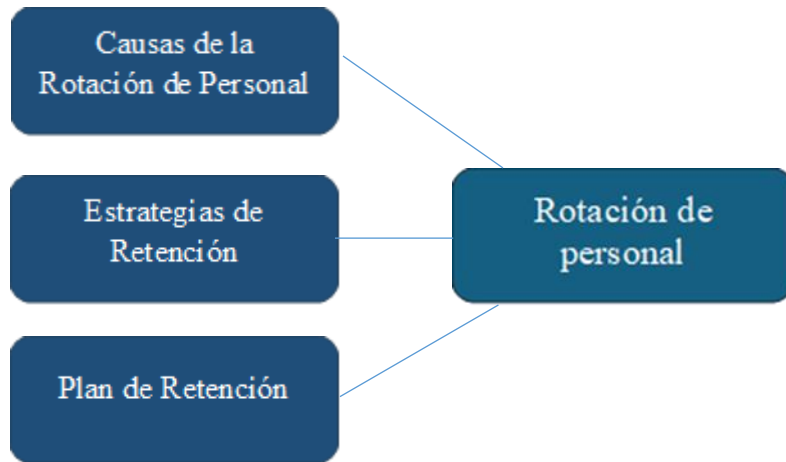 Causas de la
Rotación de Personal
Estrategias de
Retención
Plan de Retención
Rotación de
personal